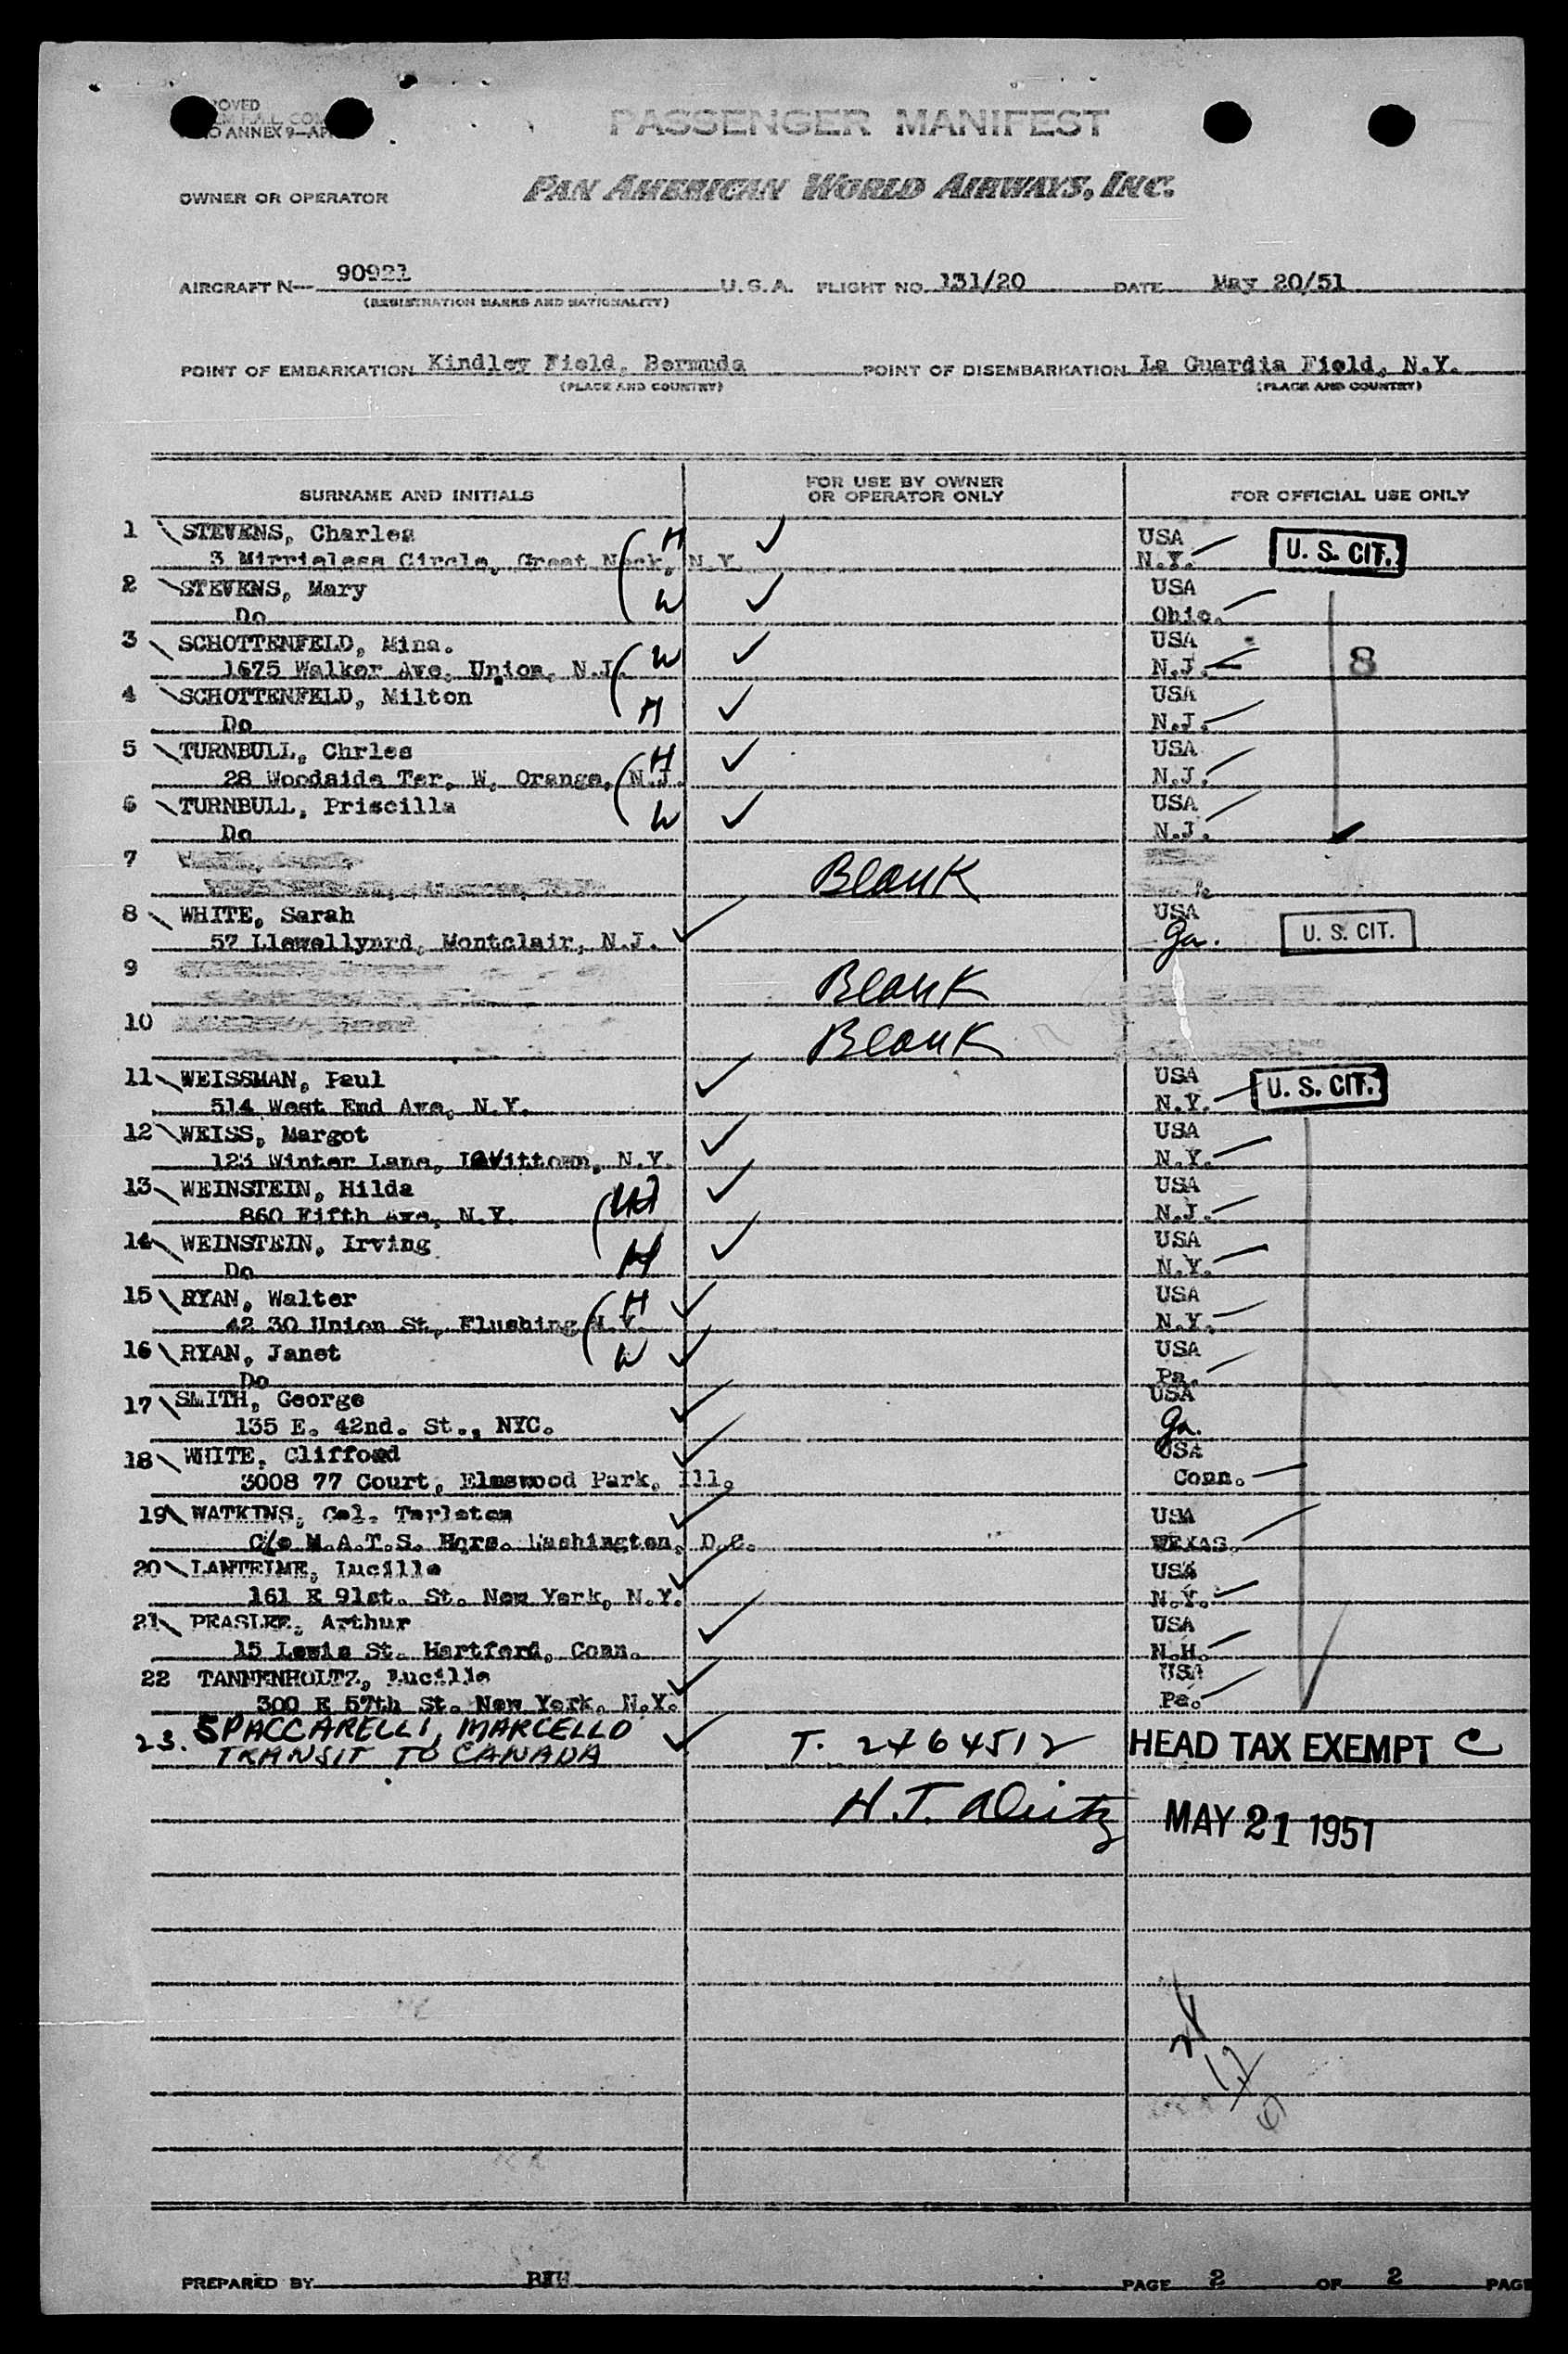 PASSENGER MANIFEST
OWNER OR OPERATOR PAN AMERICAN WORLD AIRWAYS, INC.
AIRCRAFT N— 90921 U.S.A. FLIGHT NO. 131/20 DATE May 20/51
(REGISTRATION MARKS AND NATIONALITY)
POINT OF EMBARKATION Kindley Field, Bermuda POINT OF DISEMBARKATION La Guardia Field, N.Y.
(PLACE AND COUNTRY) (PLACE AND COUNTRY)
SURNAME AND INITIALS FOR USE BY OWNER OR OPERATOR ONLY FOR OFFICIAL USE ONLY
1 STEVENS, Charles H USA U. S. CIT.
3 Circle, Great Neck, N.Y. N.Y.
2 STEVENS, Mary W USA
Do Ohio.
3 SCHOTTENFELD, Mina. W USA
1675 Walker Ave, Union, N.J. N.J. 8
4 SCHOTTENFELD, Milton H USA
Do N.J.
5 TURNBULL, Chrles H USA
28 Woodside Ter, W, Orange, N.J. N.J.
6 TURNBULL, Priscilla W USA
Do N.J.
7 Blank
8 WHITE, Sarah USA
57 Llewellynrd, Montclair, N.J. Ga. U. S. CIT.
9 Blank
10 Blank
11 WEISSMAN, Paul USA U. S. CIT.
514 West End Ave, N.Y. N.Y.
12 WEISS, Margot USA
123 Winter Lane, Levittown, N.Y. N.Y.
13 WEINSTEIN, Hilda W USA
860 Fifth Ave, N.Y. N.J.
14 WEINSTEIN, Irving H USA
Do N.Y.
15 RYAN, Walter H USA
42 30 Union St, Flushing N.Y. N.Y.
16 RYAN, Janet W USA
Do Pa.
17 SMITH, George USA
135 E. 42nd. St., NYC. Ga.
18 WHITE, Clifford USA
3008 77 Court, Elmswood Park, Ill. Conn.
19 WATKINS, Col. Tarleton USA
C/o M.A.T.S. Hqrs. Washington, D.C. TEXAS.
20 Lucille USA
161 E 91st. St. New York, N.Y. N.Y.
21 PRASLEE, Arthur USA
15 Lewis St. Hartford, Conn. N.H.
22 TANNENHOLTZ, Lucille USA
300 E 57th St. New York, N.Y. Pa.
23. SPACCARELLI, MARCELLO T. 2464512 HEAD TAX EXEMPT C
TRANSIT TO CANADA
H.T.
MAY 21 1951
PREPARED BY PAGE 2 OF 2